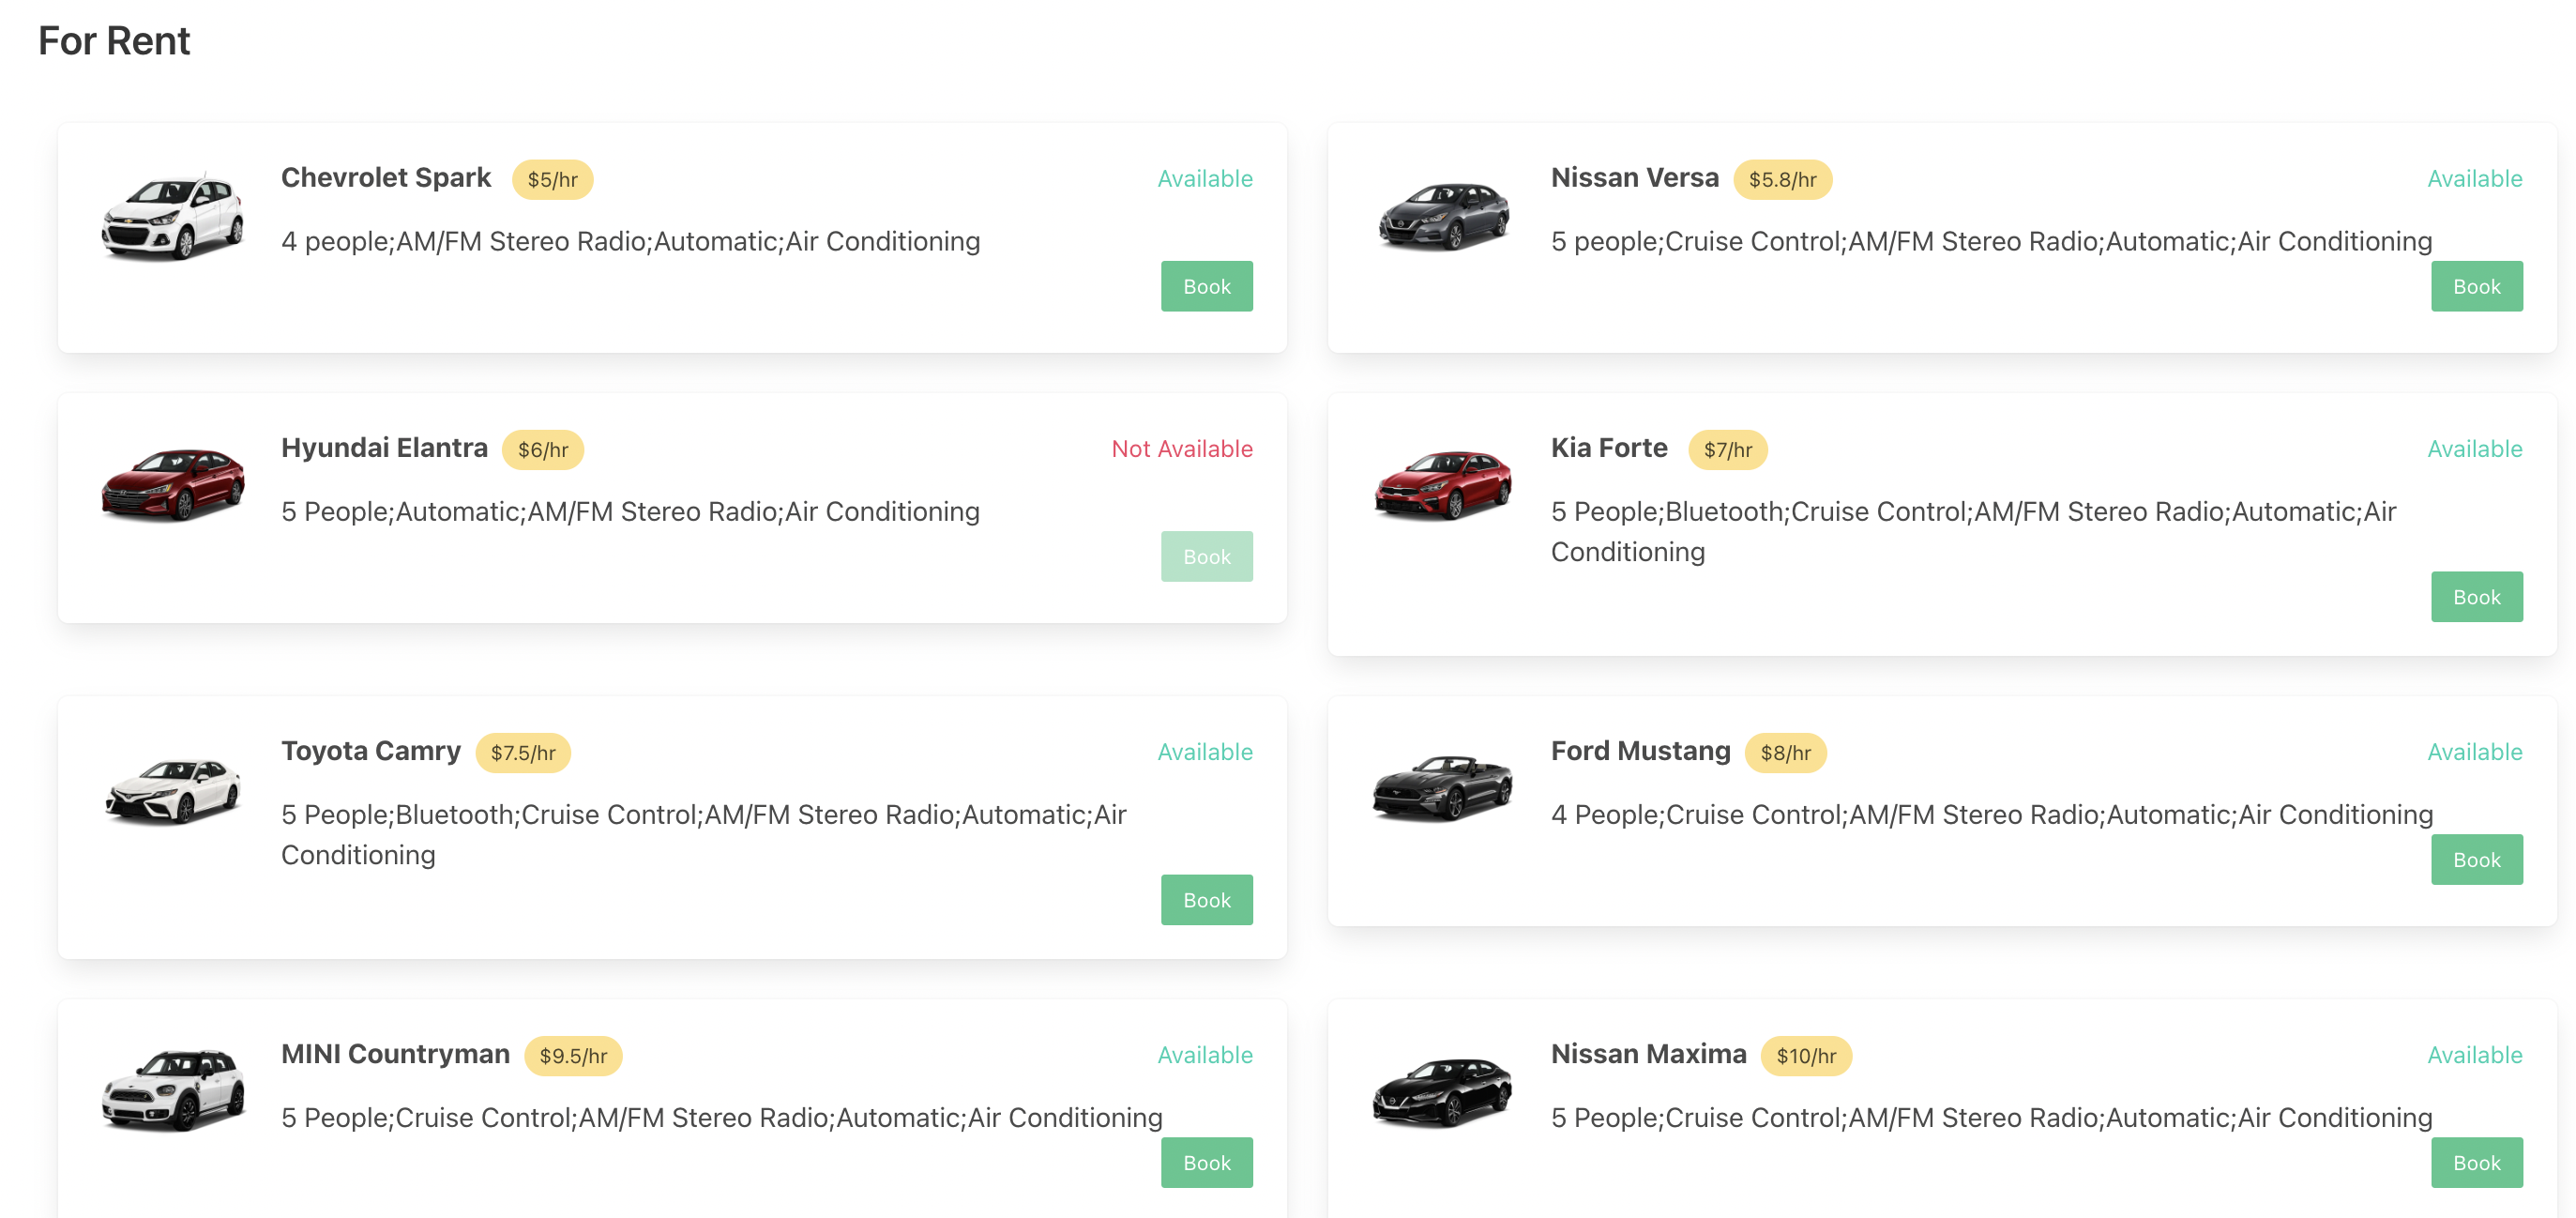 For Rent
Chevrolet Spark $5/hr Available
4 people;AM/FM Stereo Radio;Automatic;Air Conditioning
Book
Nissan Versa $5.8/hr Available
5 people;Cruise Control;AM/FM Stereo Radio;Automatic;Air Conditioning
Book
Hyundai Elantra $6/hr Not Available
5 People;Automatic;AM/FM Stereo Radio;Air Conditioning
Book
Kia Forte $7/hr Available
5 People;Bluetooth;Cruise Control;AM/FM Stereo Radio;Automatic;Air
Conditioning
Book
Toyota Camry $7.5/hr Available
5 People;Bluetooth;Cruise Control;AM/FM Stereo Radio;Automatic;Air
Conditioning
Book
Ford Mustang $8/hr Available
4 People;Cruise Control;AM/FM Stereo Radio;Automatic;Air Conditioning
Book
MINI Countryman $9.5/hr Available
5 People;Cruise Control;AM/FM Stereo Radio;Automatic;Air Conditioning
Book
Nissan Maxima $10/hr Available
5 People;Cruise Control;AM/FM Stereo Radio;Automatic;Air Conditioning
Book